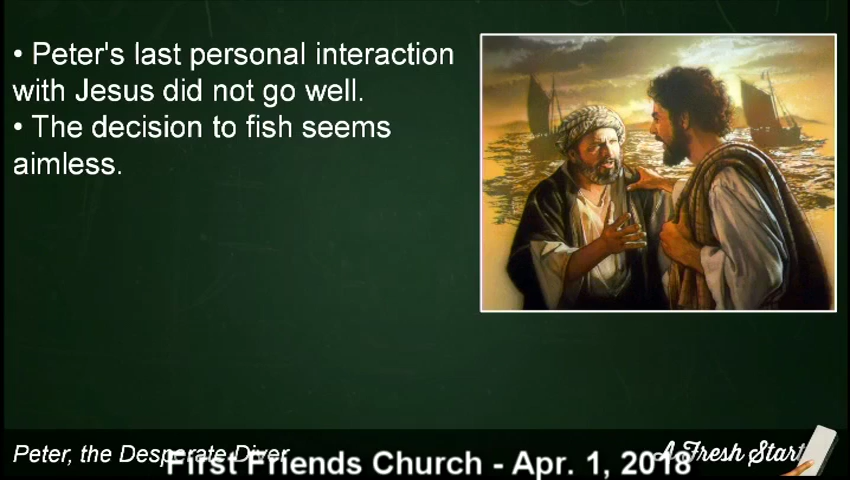 • Peter's last personal interaction
with Jesus did not go well.
• The decision to fish seems
aimless.
Peter, the Desperate Diver
A Fresh Start
First Friends Church - Apr. 1, 2018